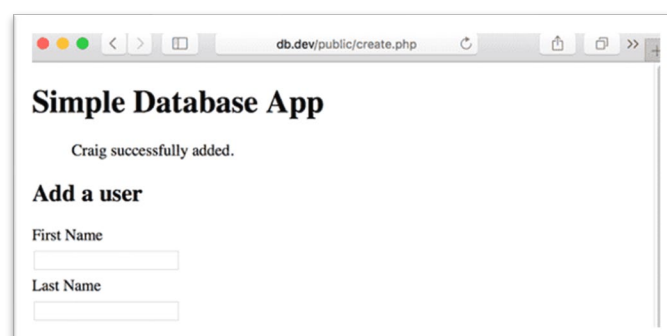 db.dev/public/create.php
Simple Database App
Craig successfully added.
Add a user
First Name
Last Name